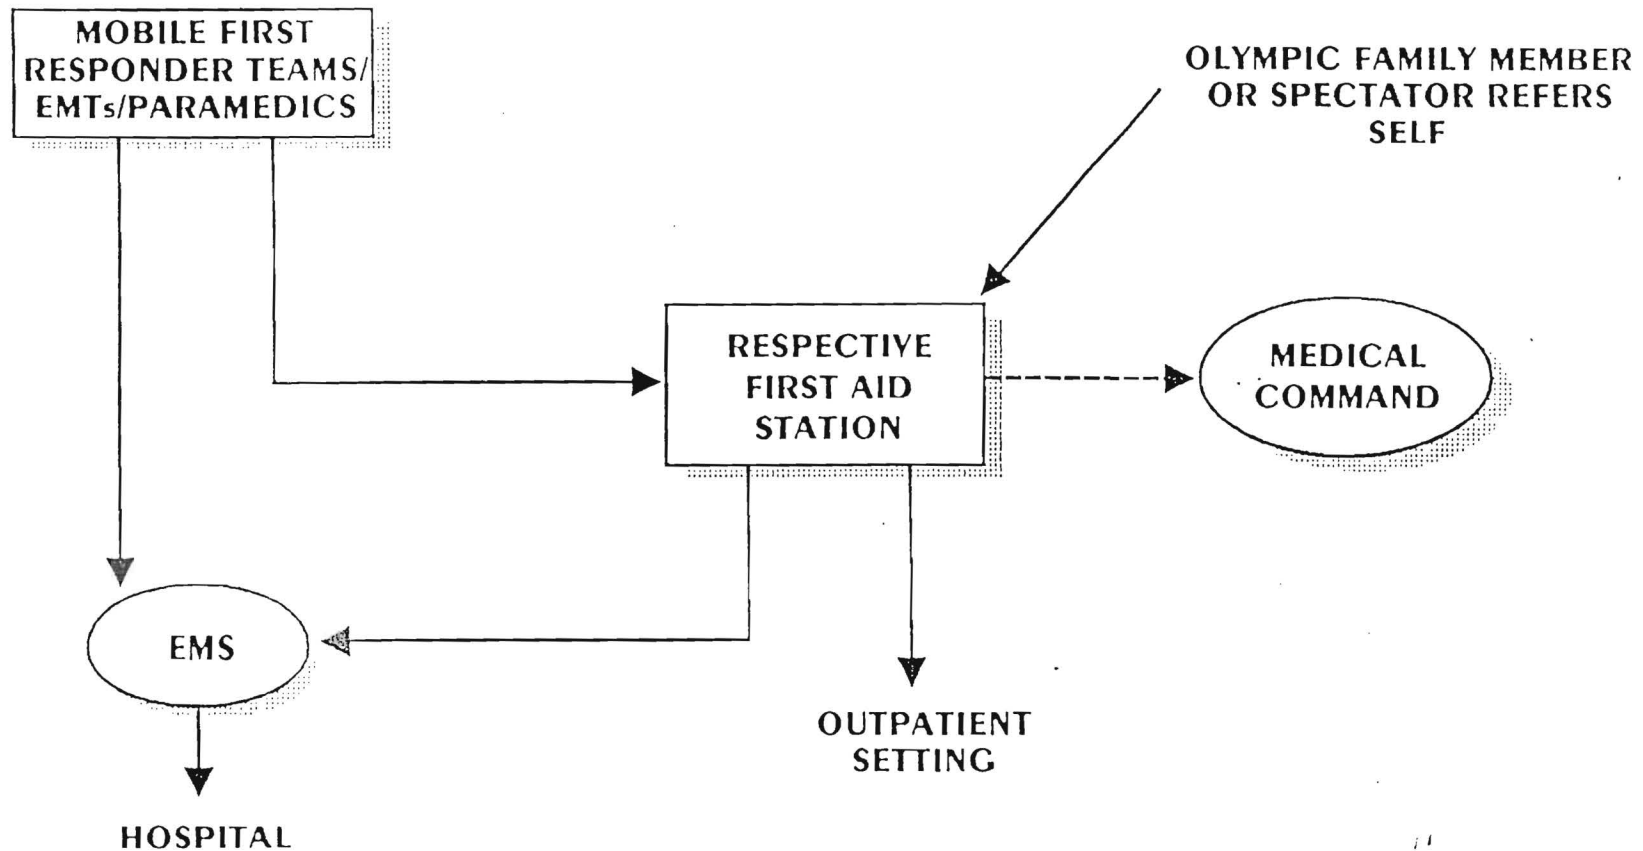 MOBILE FIRST
RESPONDER TEAMS/
EMTs/PARAMEDICS
OLYMPIC FAMILY MEMBER
OR SPECTATOR REFERS
SELF
RESPECTIVE
FIRST AID
STATION
MEDICAL
COMMAND
EMS
OUTPATIENT
SETTING
HOSPITAL